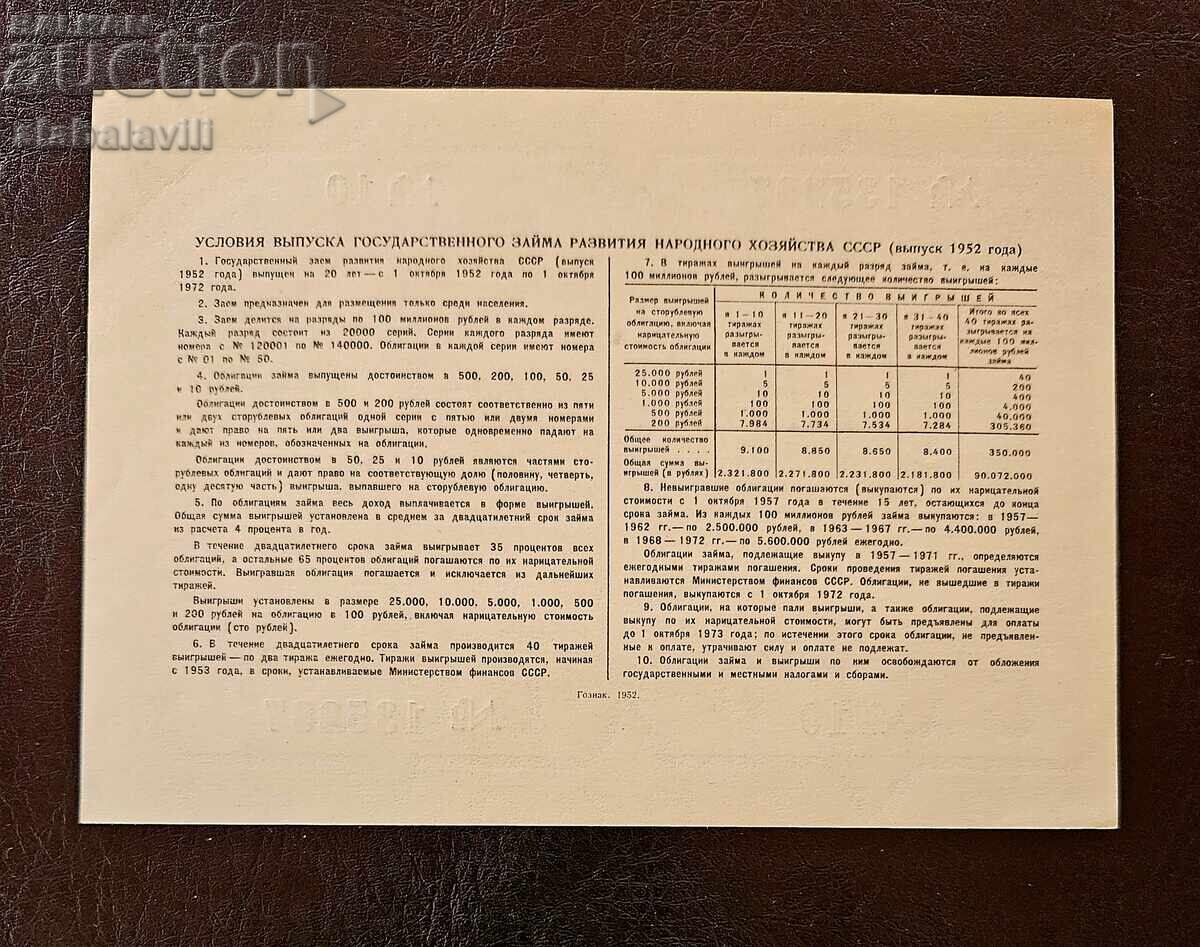 auction
slabalavili
УСЛОВИЯ ВЫПУСКА ГОСУДАРСТВЕННОГО ЗАЙМА РАЗВИТИЯ НАРОДНОГО ХОЗЯЙСТВА СССР (выпуск 1952 года)
1. Государственный заем развития народного хозяйства СССР (выпуск
1952 года) выпущен на 20 лет — с 1 октября 1952 года по 1 октября
1972 года.
2. Заем предназначен для размещения только среди населения.
3. Заем делится на разряды по 100 миллионов рублей в каждом разряде.
Каждый разряд состоит из 20000 серий. Серии каждого разряда имеют
номера с № 120001 по № 140000. Облигации в каждой серии имеют номера
с № 01 по № 50.
4. Облигации займа выпущены достоинством в 500, 200, 100, 50, 25
и 10 рублей.
Облигации достоинством в 500 и 200 рублей состоят соответственно из пяти
или двух сторублевых облигаций одной серии с пятью или двумя номерами
и дают право на пять или два выигрыша, которые одновременно падают на
каждый из номеров, обозначенных на облигации.
Облигации достоинством в 50, 25 и 10 рублей являются частями сто-
рублевых облигаций и дают право на соответствующую долю (половину, четверть,
одну десятую часть) выигрыша, выпавшего на сторублевую облигацию.
5. По облигациям займа весь доход выплачивается в форме выигрышей.
Общая сумма выигрышей установлена в среднем за двадцатилетний срок займа
из расчета 4 процента в год.
В течение двадцатилетнего срока займа выигрывает 35 процентов всех
облигаций, а остальные 65 процентов облигаций погашаются по их нарицательной
стоимости. Выигравшая облигация погашается и исключается из дальнейших
тиражей.
Выигрыши установлены в размере 25.000, 10.000, 5.000, 1.000, 500
и 200 рублей на облигацию в 100 рублей, включая нарицательную стоимость
облигации (сто рублей).
6. В течение двадцатилетнего срока займа производится 40 тиражей
выигрышей — по два тиража ежегодно. Тиражи выигрышей производятся, начиная
с 1953 года, в сроки, устанавливаемые Министерством финансов СССР.
7. В тиражах выигрышей на каждый разряд займа, т. е. на каждые
100 миллионов рублей, разыгрывается следующее количество выигрышей:
Размер выигрышей
на сторублевую
облигацию, включая
нарицательную
стоимость облигации
КОЛИЧЕСТВО ВЫИГРЫШЕЙ
в 1—10
тиражах
разыгры-
вается
в каждом
в 11—20
тиражах
разыгры-
вается
в каждом
в 21—30
тиражах
разыгры-
вается
в каждом
в 31—40
тиражах
разыгры-
вается
в каждом
Итого во всех
40 тиражах ра-
зыгрывается на
каждые 100 мил-
лионов рублей
займа
25.000 рублей 1 1 1 1 40
10.000 рублей 5 5 5 5 200
5.000 рублей 10 10 10 10 400
1.000 рублей 100 100 100 100 4.000
500 рублей 1.000 1.000 1.000 1.000 40.000
200 рублей 7.984 7.734 7.534 7.284 305.360
Общее количество
выигрышей . . . . 9.100 8.850 8.650 8.400 350.000
Общая сумма вы-
игрышей (в рублях) 2.321.800 2.271.800 2.231.800 2.181.800 90.072.000
8. Невыигравшие облигации погашаются (выкупаются) по их нарицательной
стоимости с 1 октября 1957 года в течение 15 лет, остающихся до конца
срока займа. Из каждых 100 миллионов рублей займа выкупаются: в 1957—
1962 гг.—по 2.500.000 рублей, в 1963—1967 гг.—по 4.400.000 рублей,
в 1968—1972 гг.—по 5.600.000 рублей ежегодно.
Облигации займа, подлежащие выкупу в 1957—1971 гг., определяются
ежегодными тиражами погашения. Сроки проведения тиражей погашения уста-
навливаются Министерством финансов СССР. Облигации, не вышедшие в тиражи
погашения, выкупаются с 1 октября 1972 года.
9. Облигации, на которые пали выигрыши, а также облигации, подлежащие
выкупу по их нарицательной стоимости, могут быть предъявлены для оплаты
до 1 октября 1973 года; по истечении этого срока облигации, не предъявлен-
ные к оплате, утрачивают силу и оплате не подлежат.
10. Облигации займа и выигрыши по ним освобождаются от обложения
государственными и местными налогами и сборами.
Гознак. 1952.